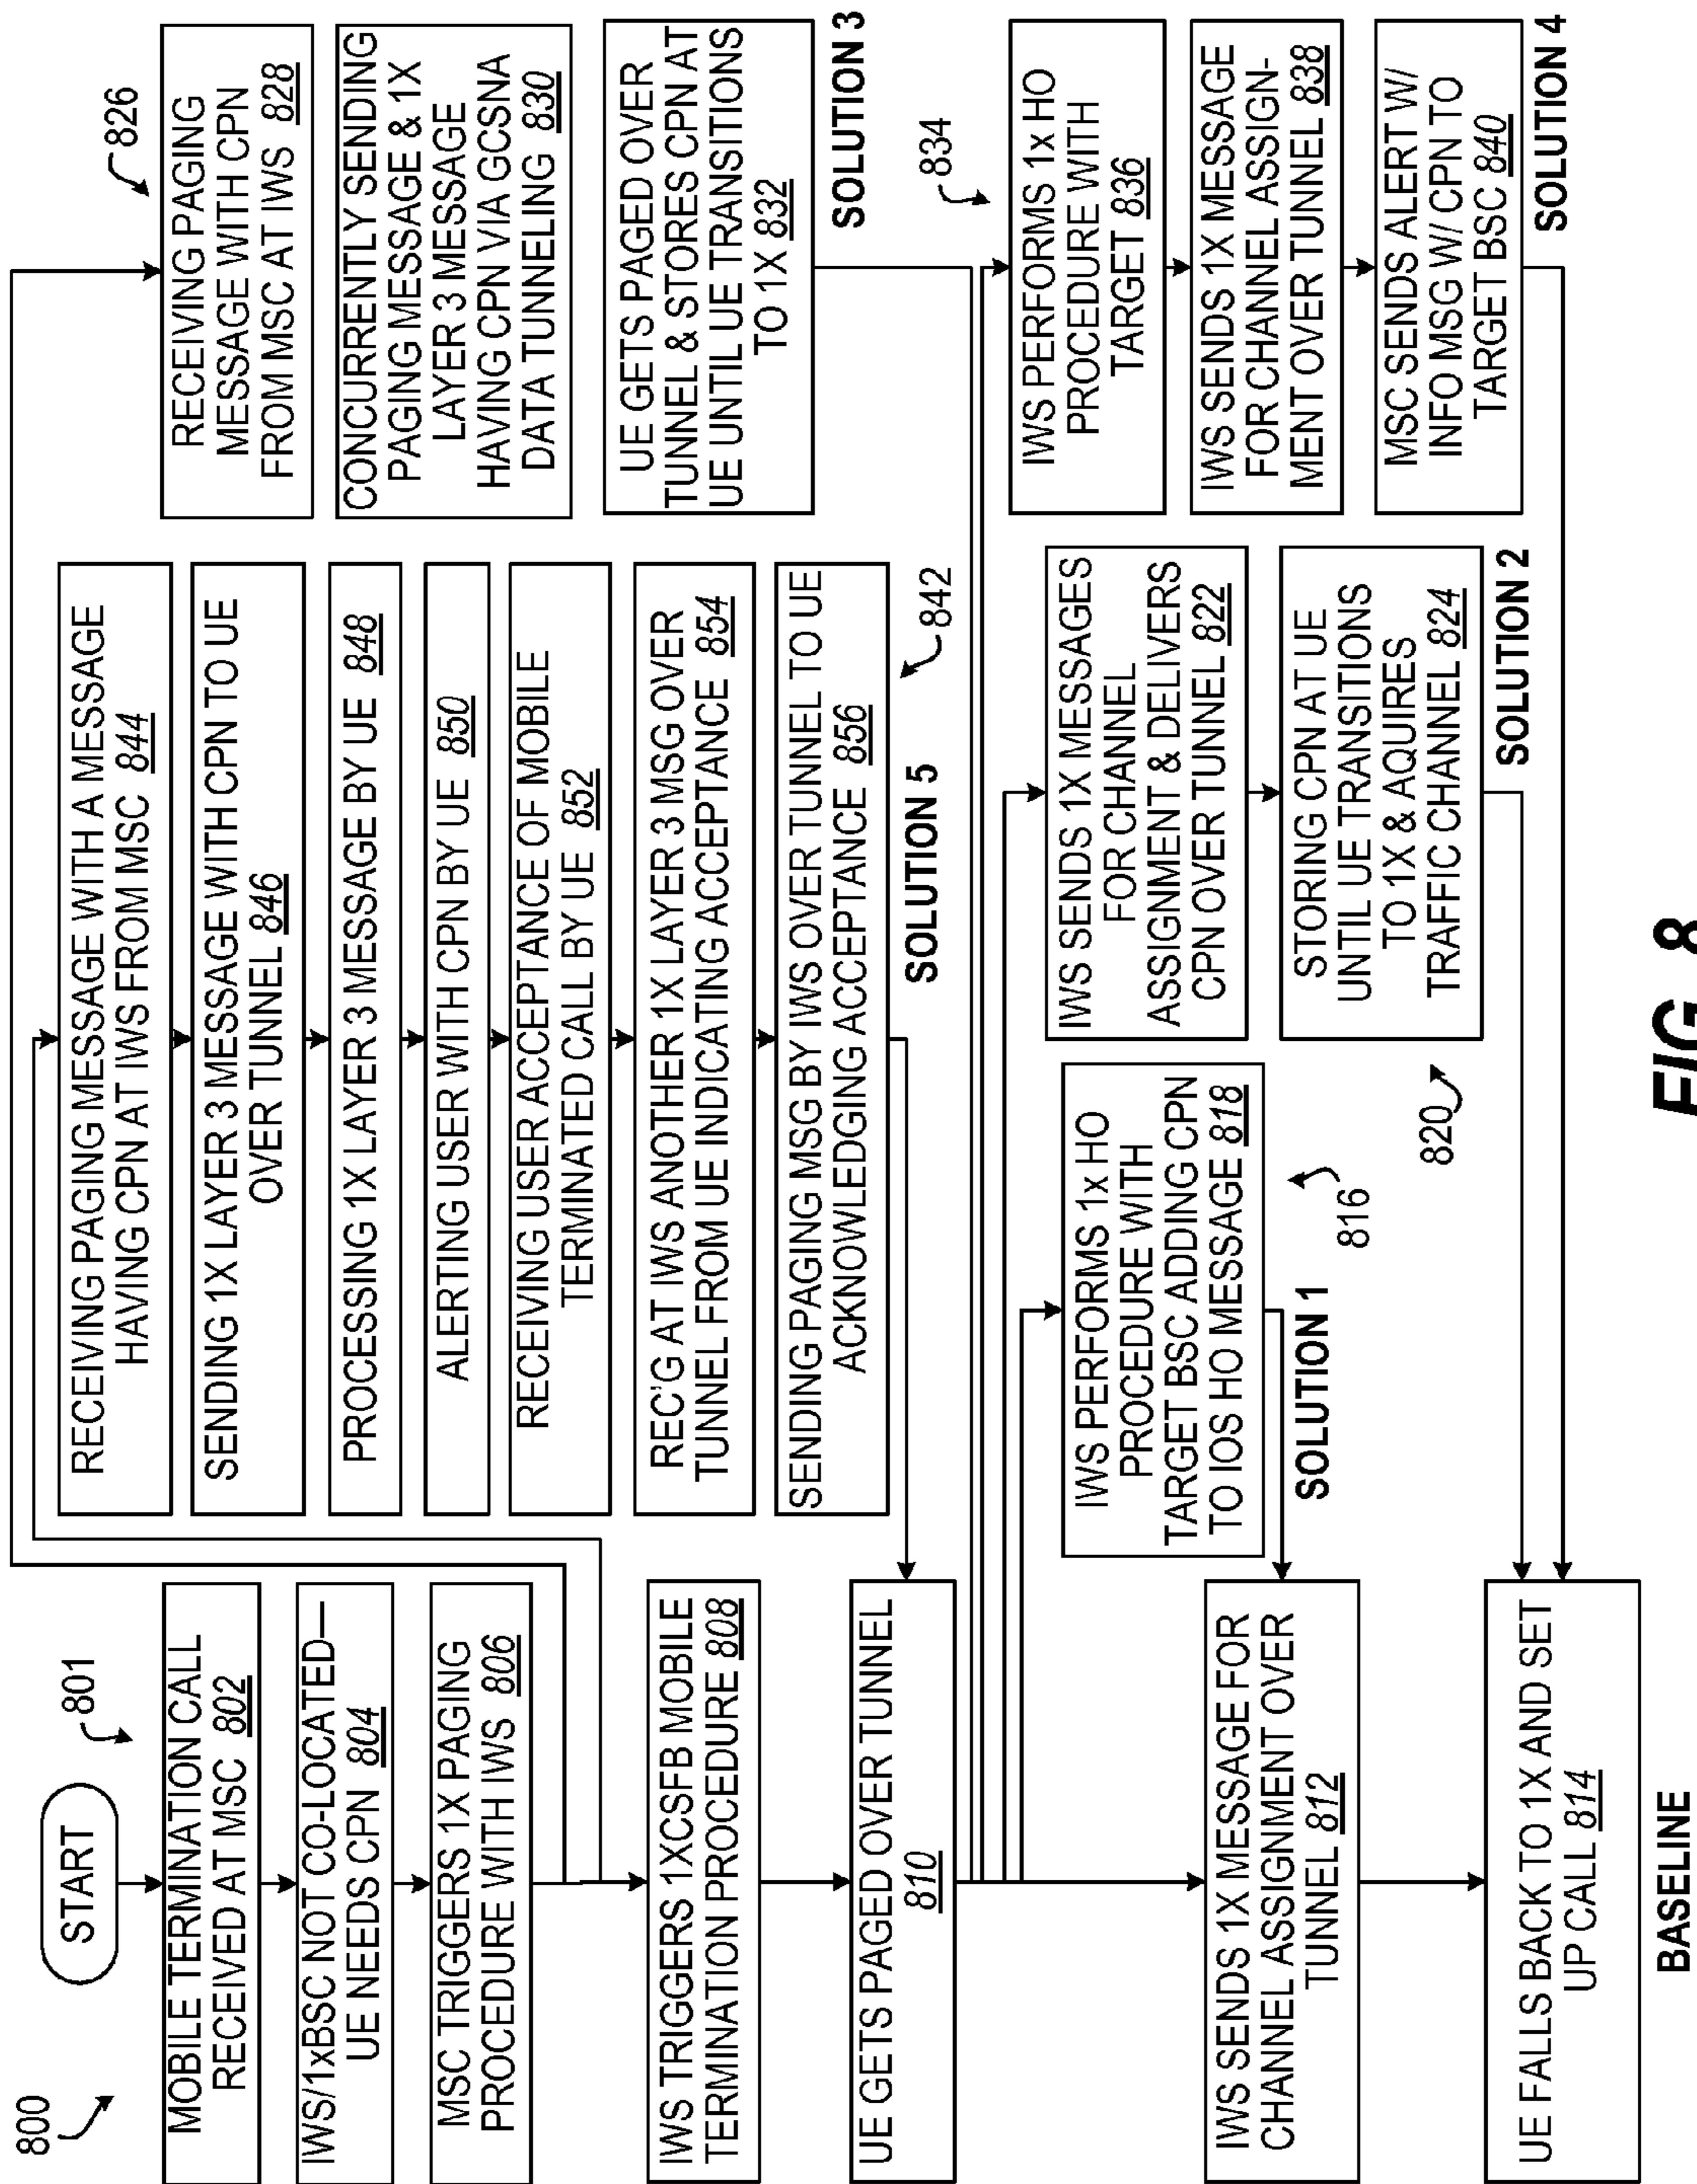 800
START
801
MOBILE TERMINATION CALL
RECEIVED AT MSC 802
IWS/1xBSC NOT CO-LOCATED—
UE NEEDS CPN 804
MSC TRIGGERS 1X PAGING
PROCEDURE WITH IWS 806
IWS TRIGGERS 1XCSFB MOBILE
TERMINATION PROCEDURE 808
UE GETS PAGED OVER TUNNEL
810
IWS SENDS 1X MESSAGE FOR
CHANNEL ASSIGNMENT OVER
TUNNEL 812
UE FALLS BACK TO 1X AND SET
UP CALL 814
BASELINE
RECEIVING PAGING MESSAGE WITH A MESSAGE
HAVING CPN AT IWS FROM MSC 844
SENDING 1X LAYER 3 MESSAGE WITH CPN TO UE
OVER TUNNEL 846
PROCESSING 1X LAYER 3 MESSAGE BY UE 848
ALERTING USER WITH CPN BY UE 850
RECEIVING USER ACCEPTANCE OF MOBILE
TERMINATED CALL BY UE 852
REC'G AT IWS ANOTHER 1X LAYER 3 MSG OVER
TUNNEL FROM UE INDICATING ACCEPTANCE 854
SENDING PAGING MSG BY IWS OVER TUNNEL TO UE
ACKNOWLEDGING ACCEPTANCE 856
SOLUTION 5
842
IWS PERFORMS 1x HO
PROCEDURE WITH
TARGET BSC ADDING CPN
TO IOS HO MESSAGE 818
SOLUTION 1
816
IWS SENDS 1X MESSAGES
FOR CHANNEL
ASSIGNMENT & DELIVERS
CPN OVER TUNNEL 822
STORING CPN AT UE
UNTIL UE TRANSITIONS
TO 1X & AQUIRES
TRAFFIC CHANNEL 824
820
SOLUTION 2
826
RECEIVING PAGING
MESSAGE WITH CPN
FROM MSC AT IWS 828
CONCURRENTLY SENDING
PAGING MESSAGE & 1X
LAYER 3 MESSAGE
HAVING CPN VIA GCSNA
DATA TUNNELING 830
UE GETS PAGED OVER
TUNNEL & STORES CPN AT
UE UNTIL UE TRANSITIONS
TO 1X 832
SOLUTION 3
834
IWS PERFORMS 1x HO
PROCEDURE WITH
TARGET 836
IWS SENDS 1X MESSAGE
FOR CHANNEL ASSIGN-
MENT OVER TUNNEL 838
MSC SENDS ALERT W/
INFO MSG W/ CPN TO
TARGET BSC 840
SOLUTION 4
FIG. 8